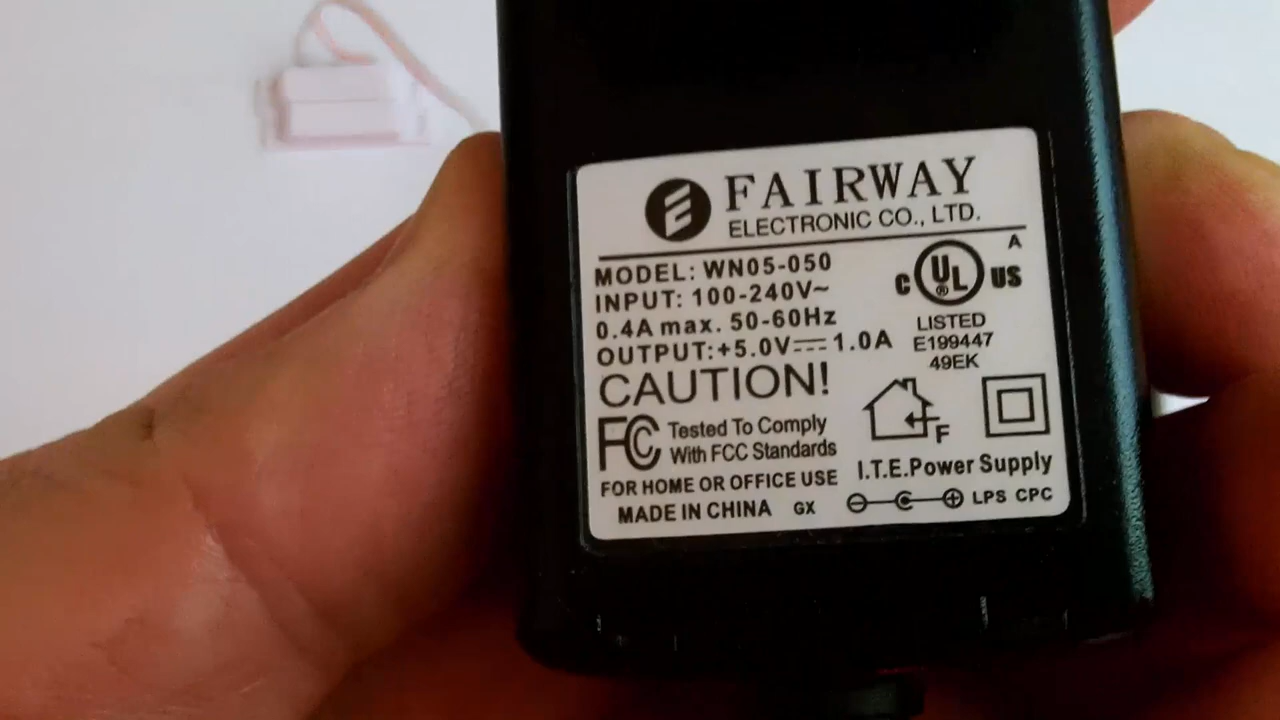 FAIRWAY
ELECTRONIC CO., LTD.
MODEL: WN05-050
INPUT: 100-240V~
0.4A max. 50-60Hz
OUTPUT:+5.0V⎓1.0A
CAUTION!
FC Tested To Comply
With FCC Standards
FOR HOME OR OFFICE USE
MADE IN CHINA GX
A
C UL® US
LISTED
E199447
49EK
F
I.T.E.Power Supply
LPS CPC